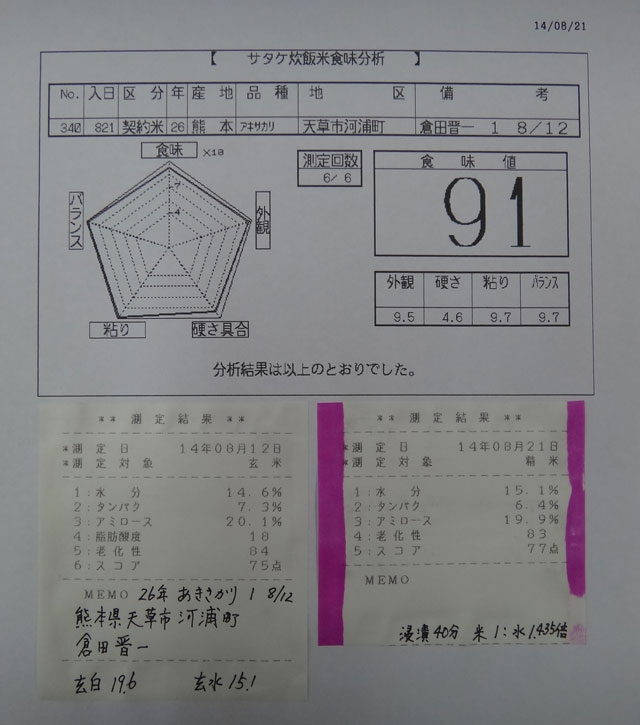 14/08/21
【 サタケ炊飯米食味分析 】
No. 入日 区分 年 産地 品種 地区 備考
340 821 契約米 26 熊本 アキサカリ 天草市河浦町 倉田晋一 1 8/12
食味 ×10
7
4
外観
硬さ具合
粘り
バランス
測定回数
6/ 6
食味値
91
外観 硬さ 粘り バランス
9.5 4.6 9.7 9.7
分析結果は以上のとおりでした。
** 測定結果 **
*測定日 14年08月12日
*測定対象 玄米
1:水分 14.6%
2:タンパク 7.3%
3:アミロース 20.1%
4:脂肪酸度 18
5:老化性 84
6:スコア 75点
MEMO 26年 あきさかり 1 8/12
熊本県天草市河浦町
倉田晋一
玄白 19.6 玄水 15.1
** 測定結果 **
*測定日 14年08月21日
*測定対象 精米
1:水分 15.1%
2:タンパク 6.4%
3:アミロース 19.9%
4:老化性 83
5:スコア 77点
MEMO
浸漬40分 米1:水1.435倍